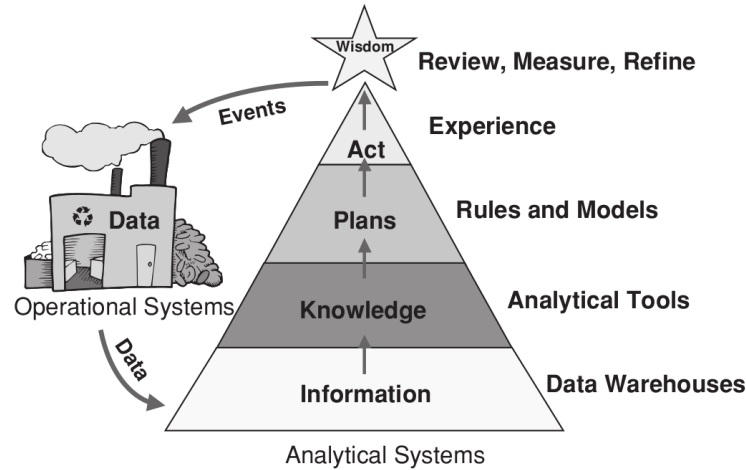 Wisdom
Review, Measure, Refine
Events
Experience
Act
Data
Plans
Rules and Models
Operational Systems
Knowledge
Analytical Tools
Data
Information
Data Warehouses
Analytical Systems